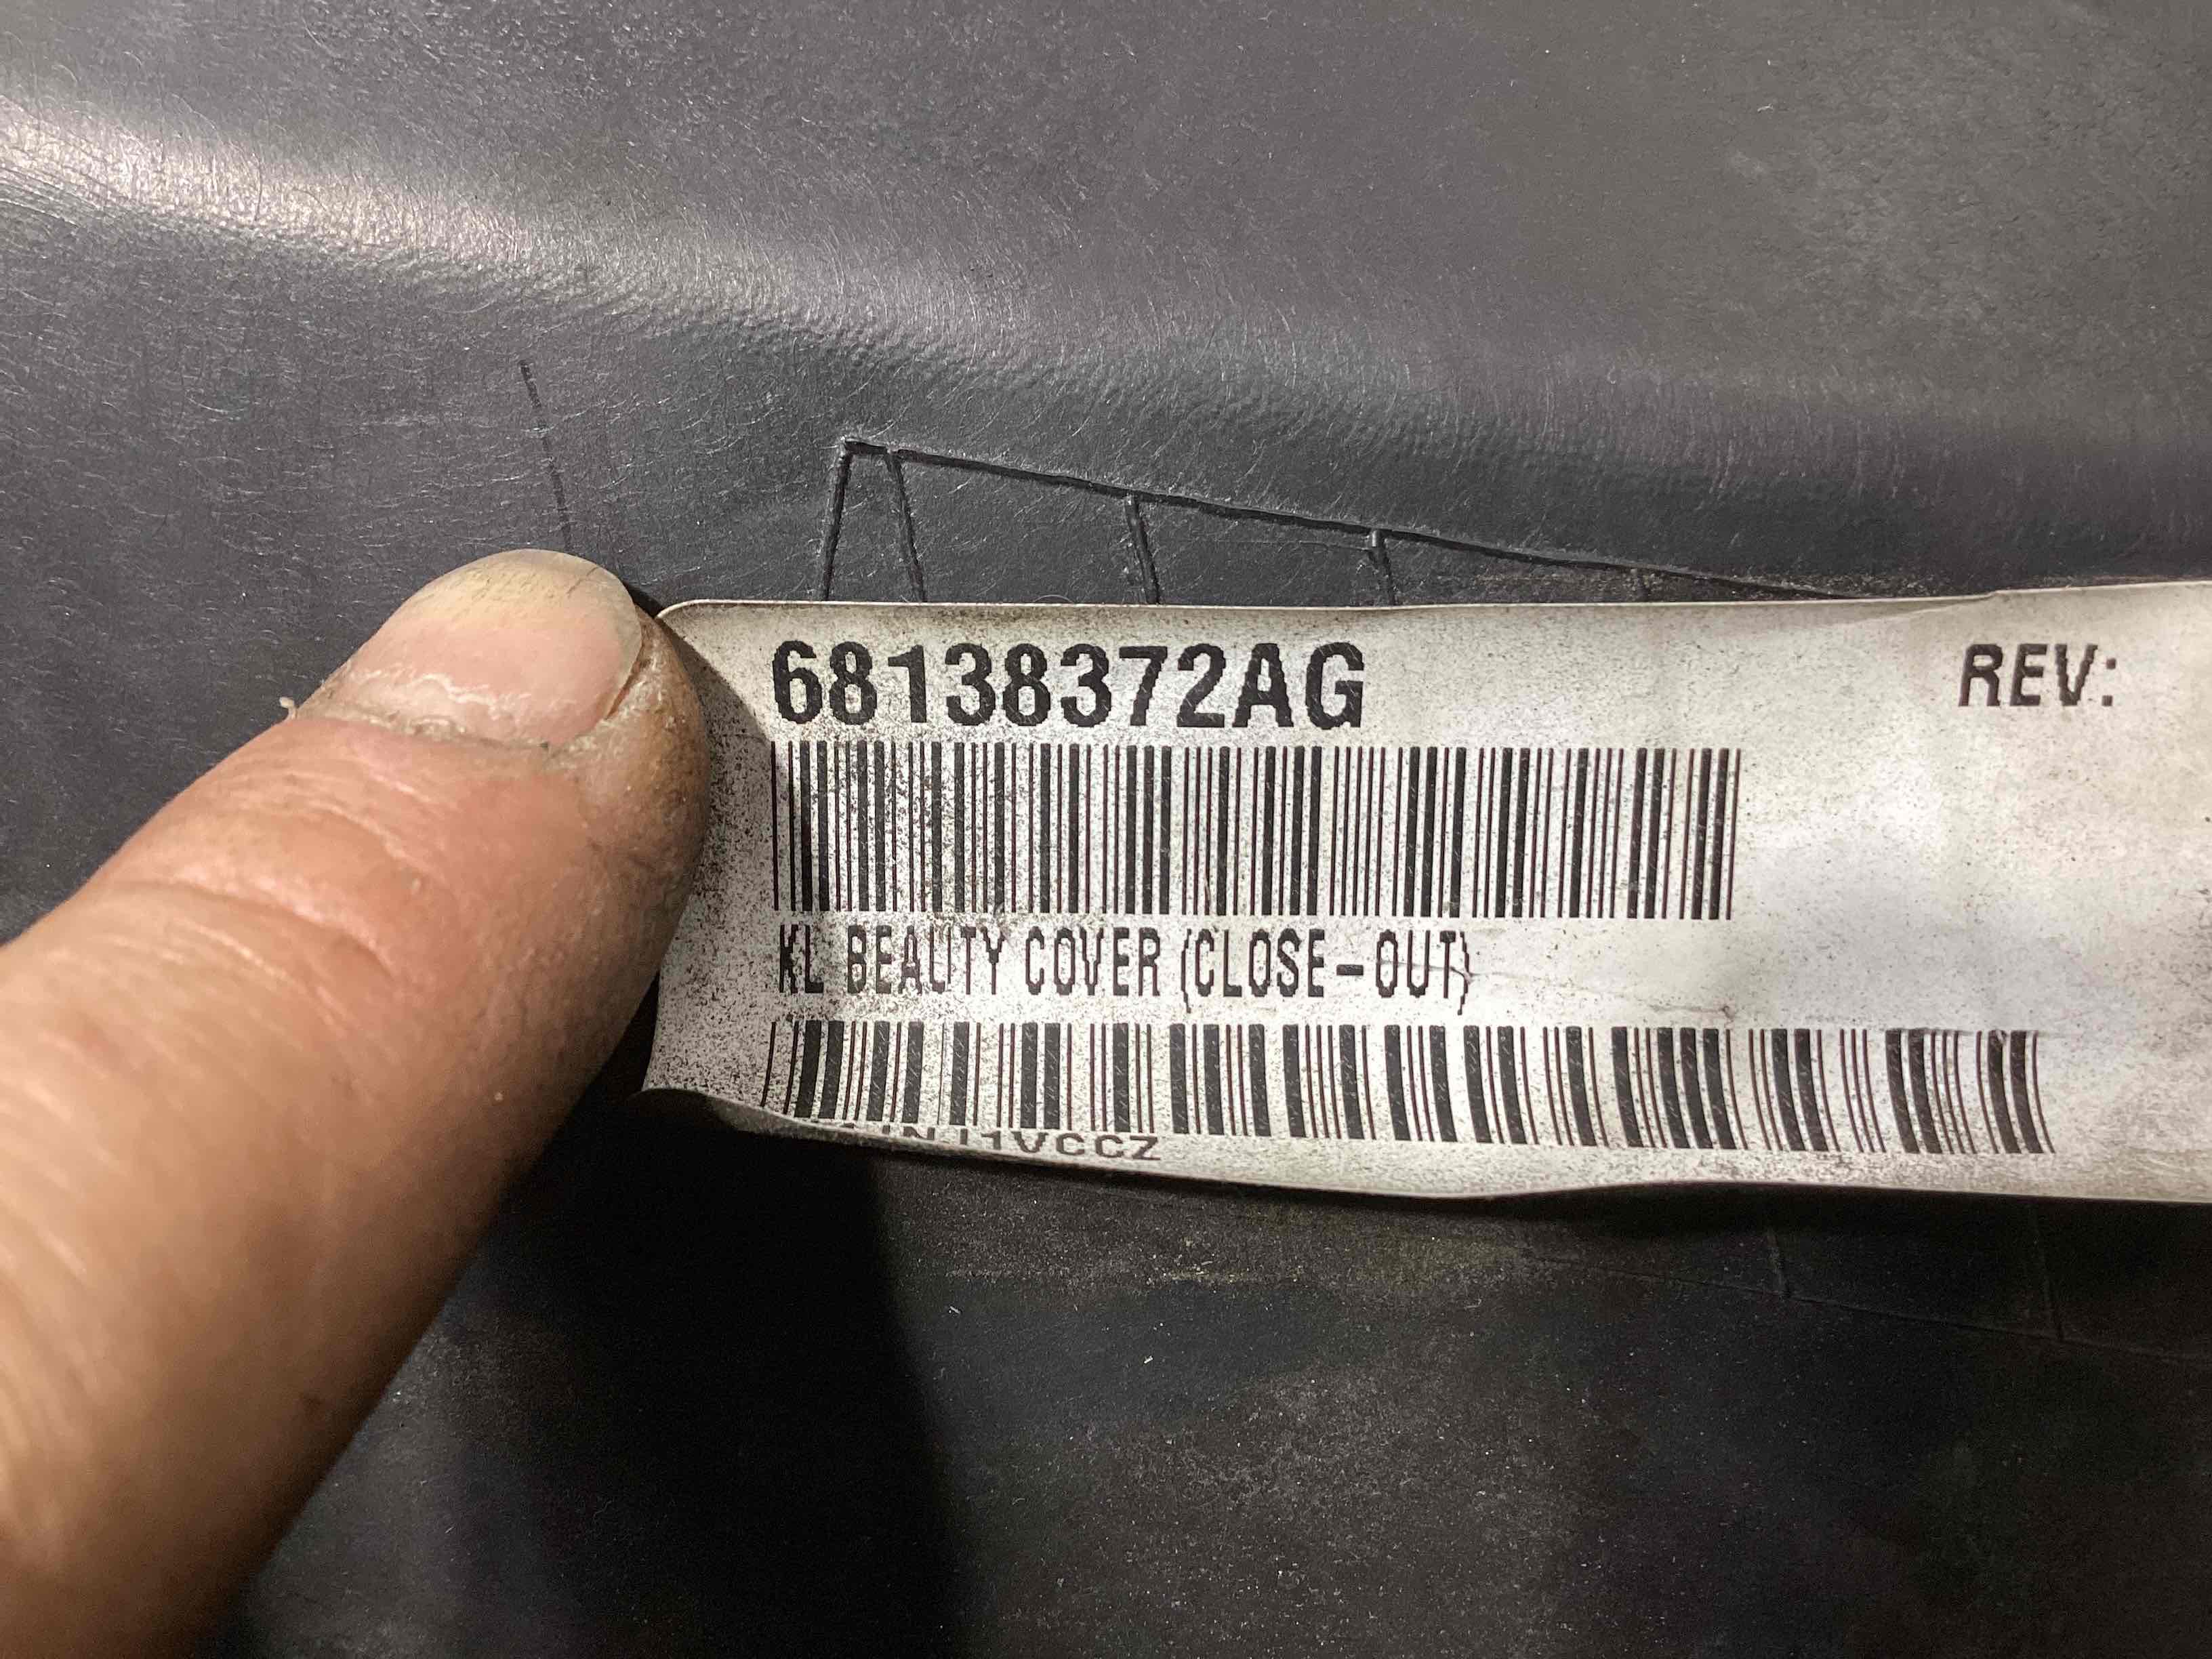 68138372AG
REV:
KL BEAUTY COVER (CLOSE-OUT)